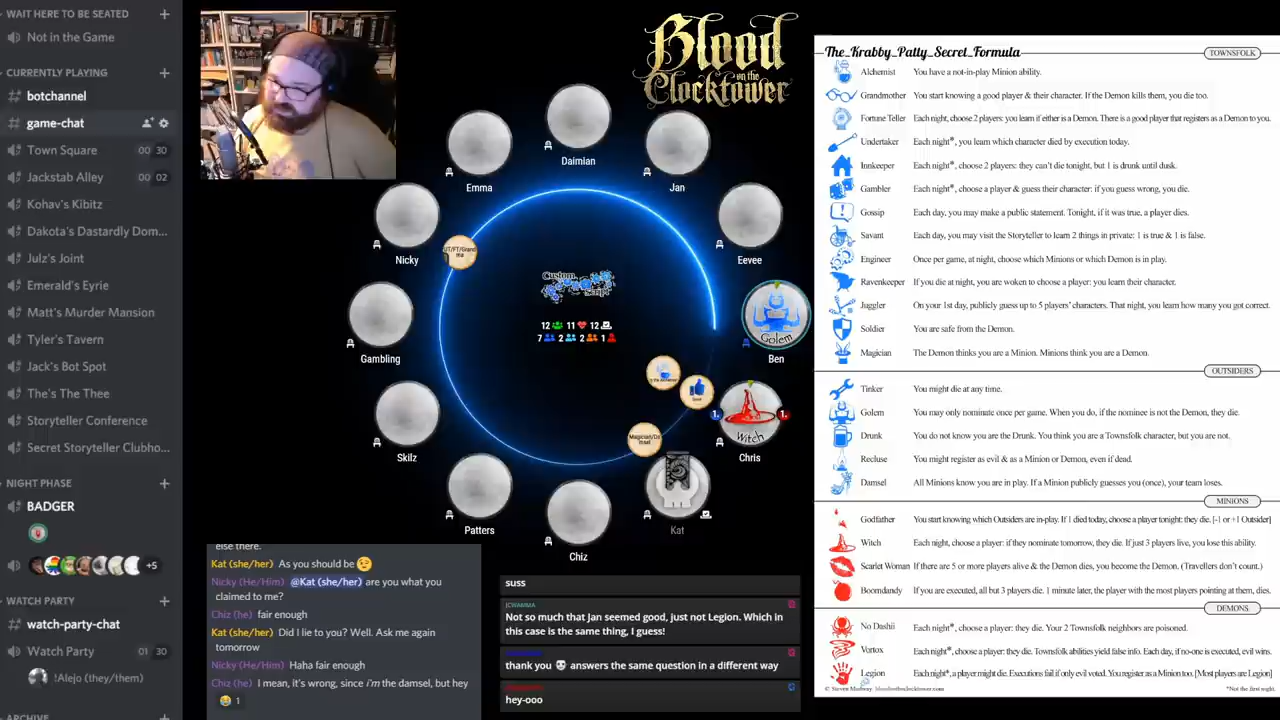 WAIT HERE TO BE SEATED
Not in the Game
CURRENTLY PLAYING
botchannel
game-chat
Town Square 00 30
Jackstab Alley 00 02
Kohav's Kibitz
Dakota's Dastardly Dom...
Juiz's Joint
Emerald's Eyrie
Matt's Murder Mansion
Tyler's Tavern
Jack's Bot Spot
The's The Thee
Storyteller Conference
Serge Storyteller Clubho...
NIGHT PHASE
BADGER
+5
WATCH PARTY
watch-party-chat
Watch Party 01 30
!Mejo (they/them)
ARCHIVE
Blood
on the
Clocktower
Daimian
Emma
Jan
Nicky
Eevee
Gambling
Golem
Ben
Skilz
Witch
Chris
Patters
Chiz
Kat
Custom
Script
12 11 12
7 2 2 1
else there.
Kat (she/her) As you should be
Nicky (He/Him) @Kat (she/her) are you what you
claimed to me?
Chiz (he) fair enough
Kat (she/her) Did I lie to you? Well. Ask me again
tomorrow
Nicky (He/Him) Haha fair enough
Chiz (he) I mean, it's wrong, since i'm the damsel, but hey
1
suss
JCWAMMA
Not so much that Jan seemed good, just not Legion. Which in
this case is the same thing, I guess!
thank you answers the same question in a different way
hey-ooo
The_Krabby_Patty_Secret_Formula
TOWNSFOLK
Alchemist You have a not-in-play Minion ability.
Grandmother You start knowing a good player & their character. If the Demon kills them, you die too.
Fortune Teller Each night, choose 2 players: you learn if either is a Demon. There is a good player that registers as a Demon to you.
Undertaker Each night*, you learn which character died by execution today.
Innkeeper Each night*, choose 2 players: they can't die tonight, but 1 is drunk until dusk.
Gambler Each night*, choose a player & guess their character: if you guess wrong, you die.
Gossip Each day, you may make a public statement. Tonight, if it was true, a player dies.
Savant Each day, you may visit the Storyteller to learn 2 things in private: 1 is true & 1 is false.
Engineer Once per game, at night, choose which Minions or which Demon is in play.
Ravenkeeper If you die at night, you are woken to choose a player: you learn their character.
Juggler On your 1st day, publicly guess up to 5 players' characters. That night, you learn how many you got correct.
Soldier You are safe from the Demon.
Magician The Demon thinks you are a Minion. Minions think you are a Demon.
OUTSIDERS
Tinker You might die at any time.
Golem You may only nominate once per game. When you do, if the nominee is not the Demon, they die.
Drunk You do not know you are the Drunk. You think you are a Townsfolk character, but you are not.
Recluse You might register as evil & as a Minion or Demon, even if dead.
Damsel All Minions know you are in play. If a Minion publicly guesses you (once), your team loses.
MINIONS
Godfather You start knowing which Outsiders are in-play. If 1 died today, choose a player tonight: they die. [-1 or +1 Outsider]
Witch Each night, choose a player: if they nominate tomorrow, they die. If just 3 players live, you lose this ability.
Scarlet Woman If there are 5 or more players alive & the Demon dies, you become the Demon. (Travellers don't count.)
Boomdandy If you are executed, all but 3 players die. 1 minute later, the player with the most players pointing at them, dies.
DEMONS
No Dashii Each night*, choose a player: they die. Your 2 Townsfolk neighbors are poisoned.
Vortox Each night*, choose a player: they die. Townsfolk abilities yield false info. Each day, if no-one is executed, evil wins.
Legion Each night*, a player might die. Executions fail if only evil voted. You register as a Minion too. [Most players are Legion]
© Steven Medway bloodontheclocktower.com
*Not the first night.